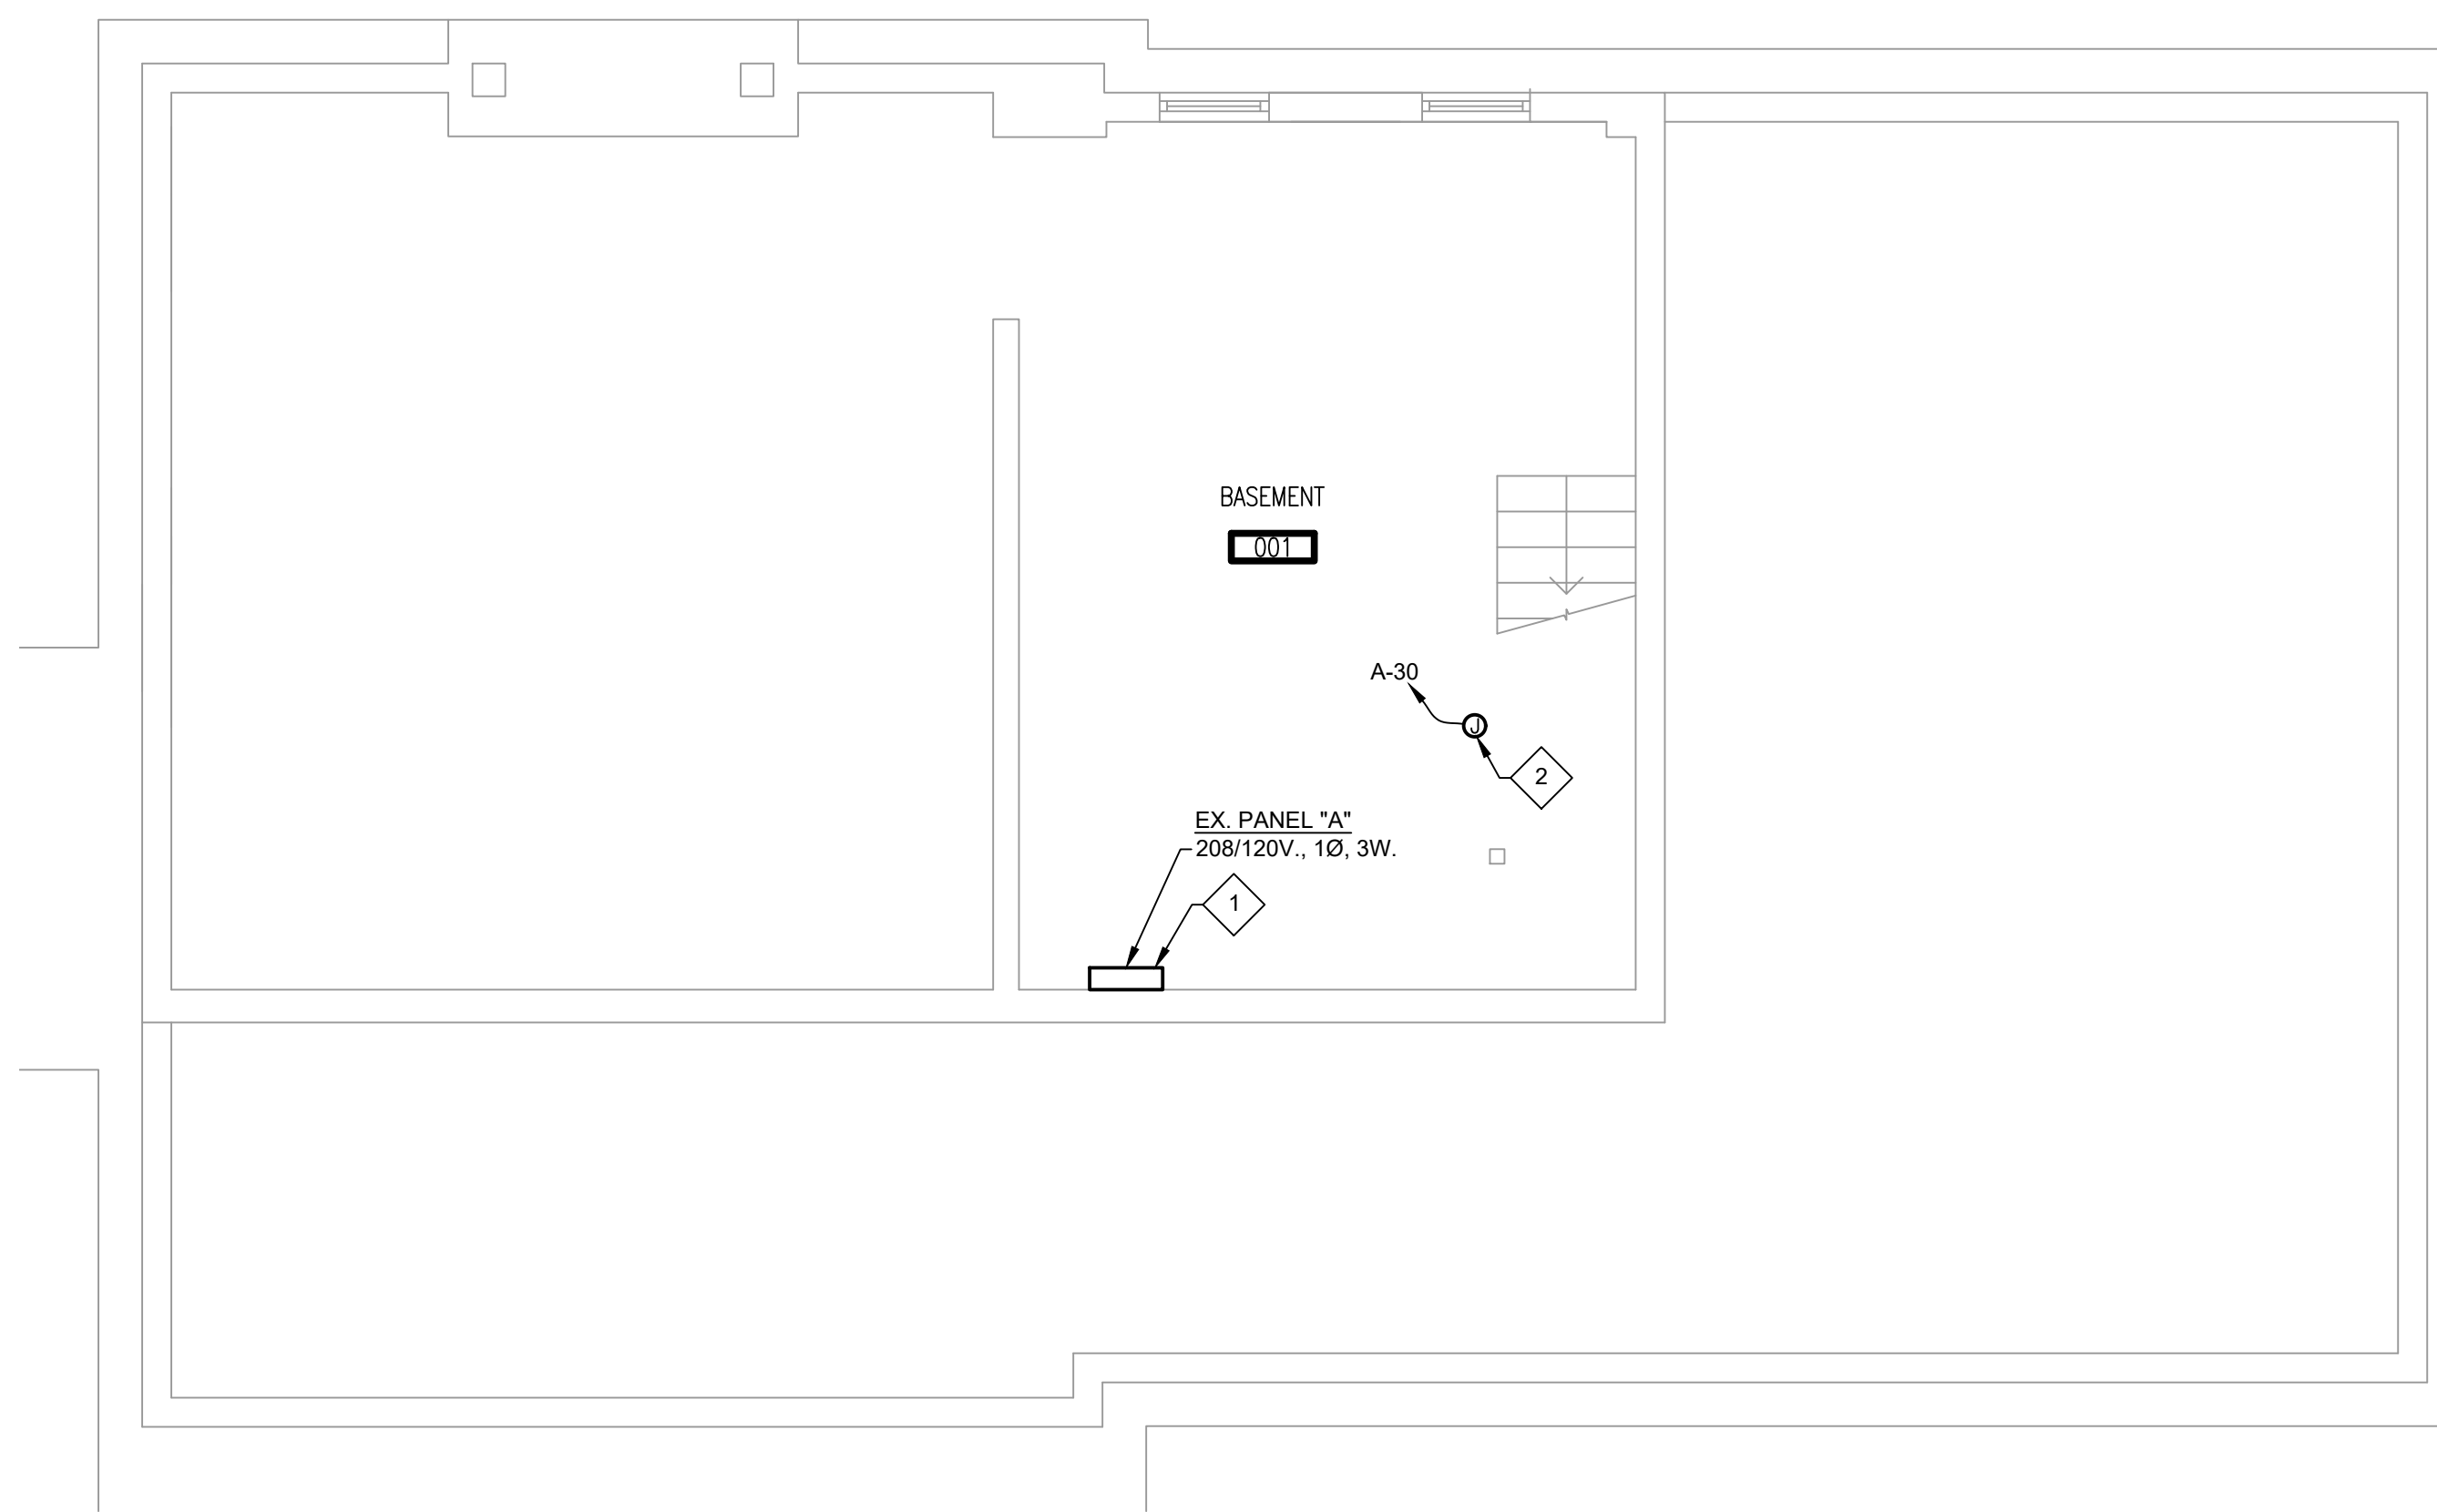 BASEMENT
001
A-30
J
2
EX. PANEL "A"
208/120V., 1Ø, 3W.
1